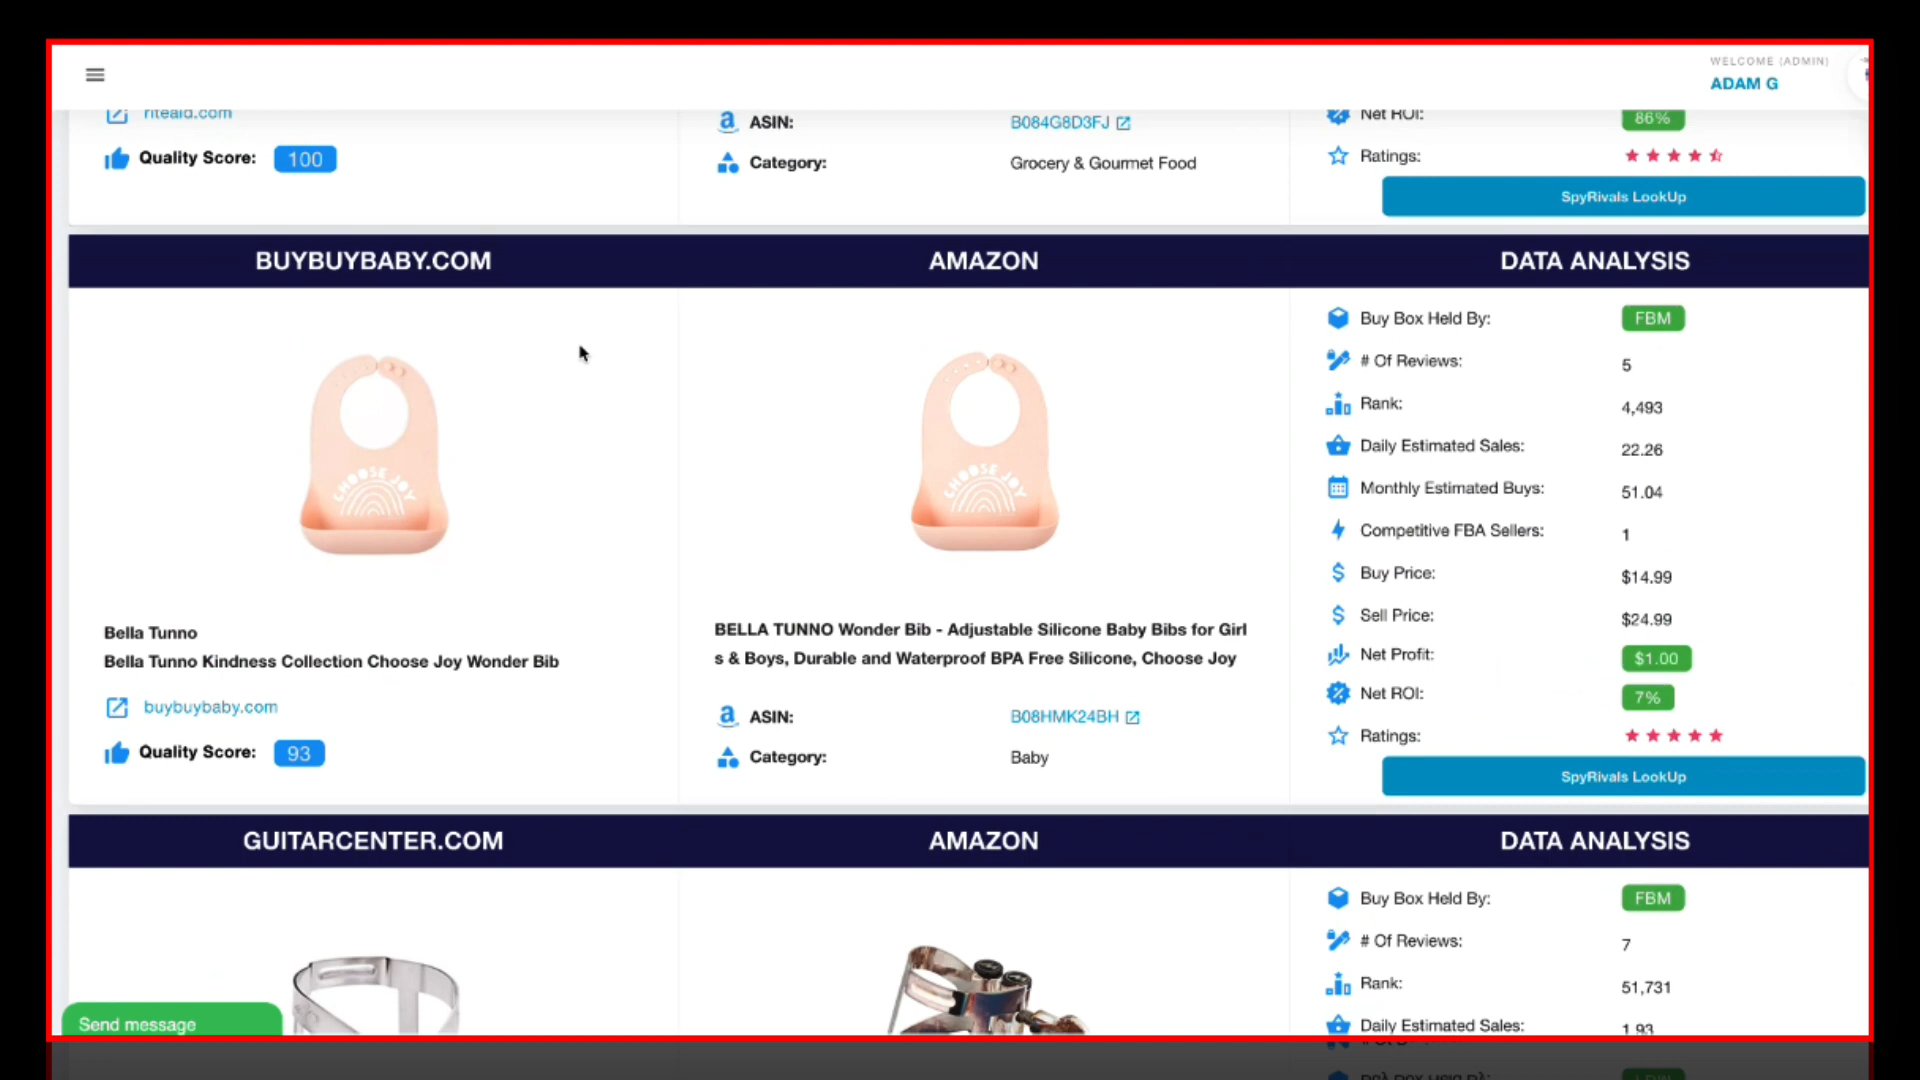 WELCOME (ADMIN)
ADAM G
riteaid.com
Quality Score: 100
ASIN: B084G8D3FJ
Category: Grocery & Gourmet Food
Net ROI: 86%
Ratings:
SpyRivals LookUp
BUYBUYBABY.COM
AMAZON
DATA ANALYSIS
CHOOSE JOY
CHOOSE JOY
Bella Tunno
Bella Tunno Kindness Collection Choose Joy Wonder Bib
buybuybaby.com
Quality Score: 93
BELLA TUNNO Wonder Bib - Adjustable Silicone Baby Bibs for Girl
s & Boys, Durable and Waterproof BPA Free Silicone, Choose Joy
ASIN: B08HMK24BH
Category: Baby
Buy Box Held By: FBM
# Of Reviews: 5
Rank: 4,493
Daily Estimated Sales: 22.26
Monthly Estimated Buys: 51.04
Competitive FBA Sellers: 1
Buy Price: $14.99
Sell Price: $24.99
Net Profit: $1.00
Net ROI: 7%
Ratings:
SpyRivals LookUp
GUITARCENTER.COM
AMAZON
DATA ANALYSIS
Buy Box Held By: FBM
# Of Reviews: 7
Rank: 51,731
Daily Estimated Sales: 1.93
Send message